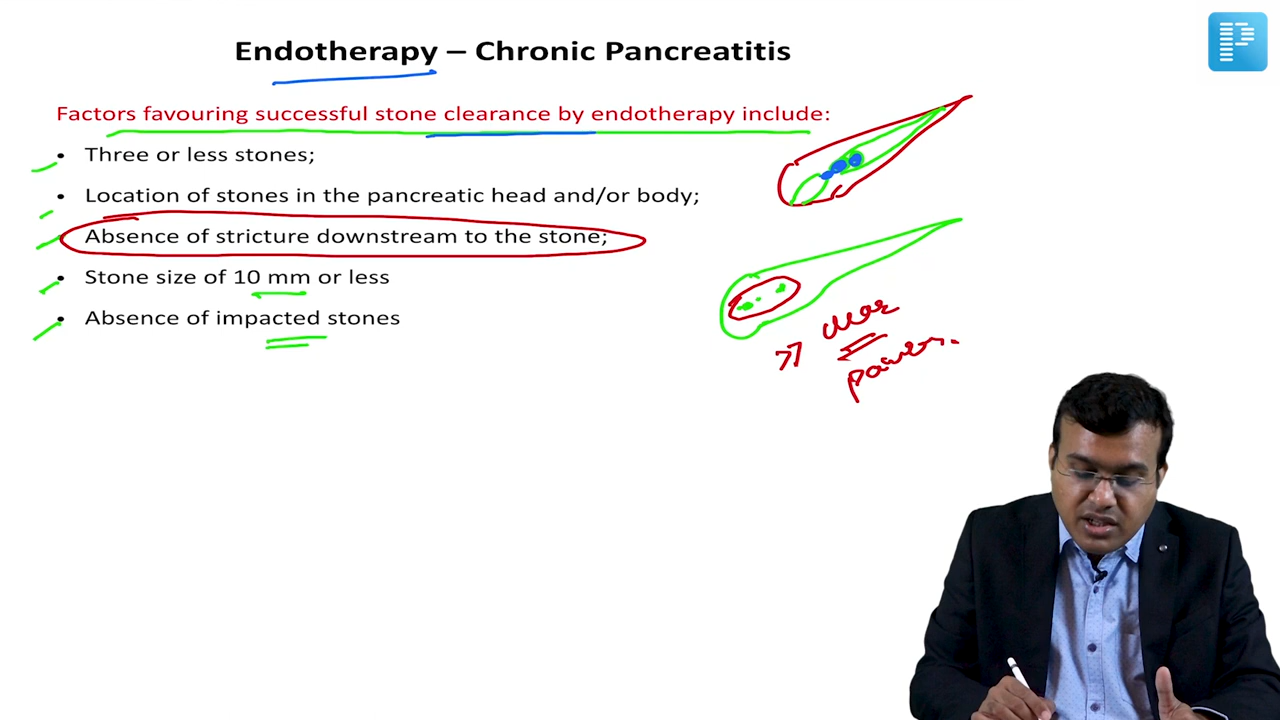 Endotherapy – Chronic Pancreatitis
Factors favouring successful stone clearance by endotherapy include:
• Three or less stones;
• Location of stones in the pancreatic head and/or body;
• Absence of stricture downstream to the stone;
• Stone size of 10 mm or less
• Absence of impacted stones